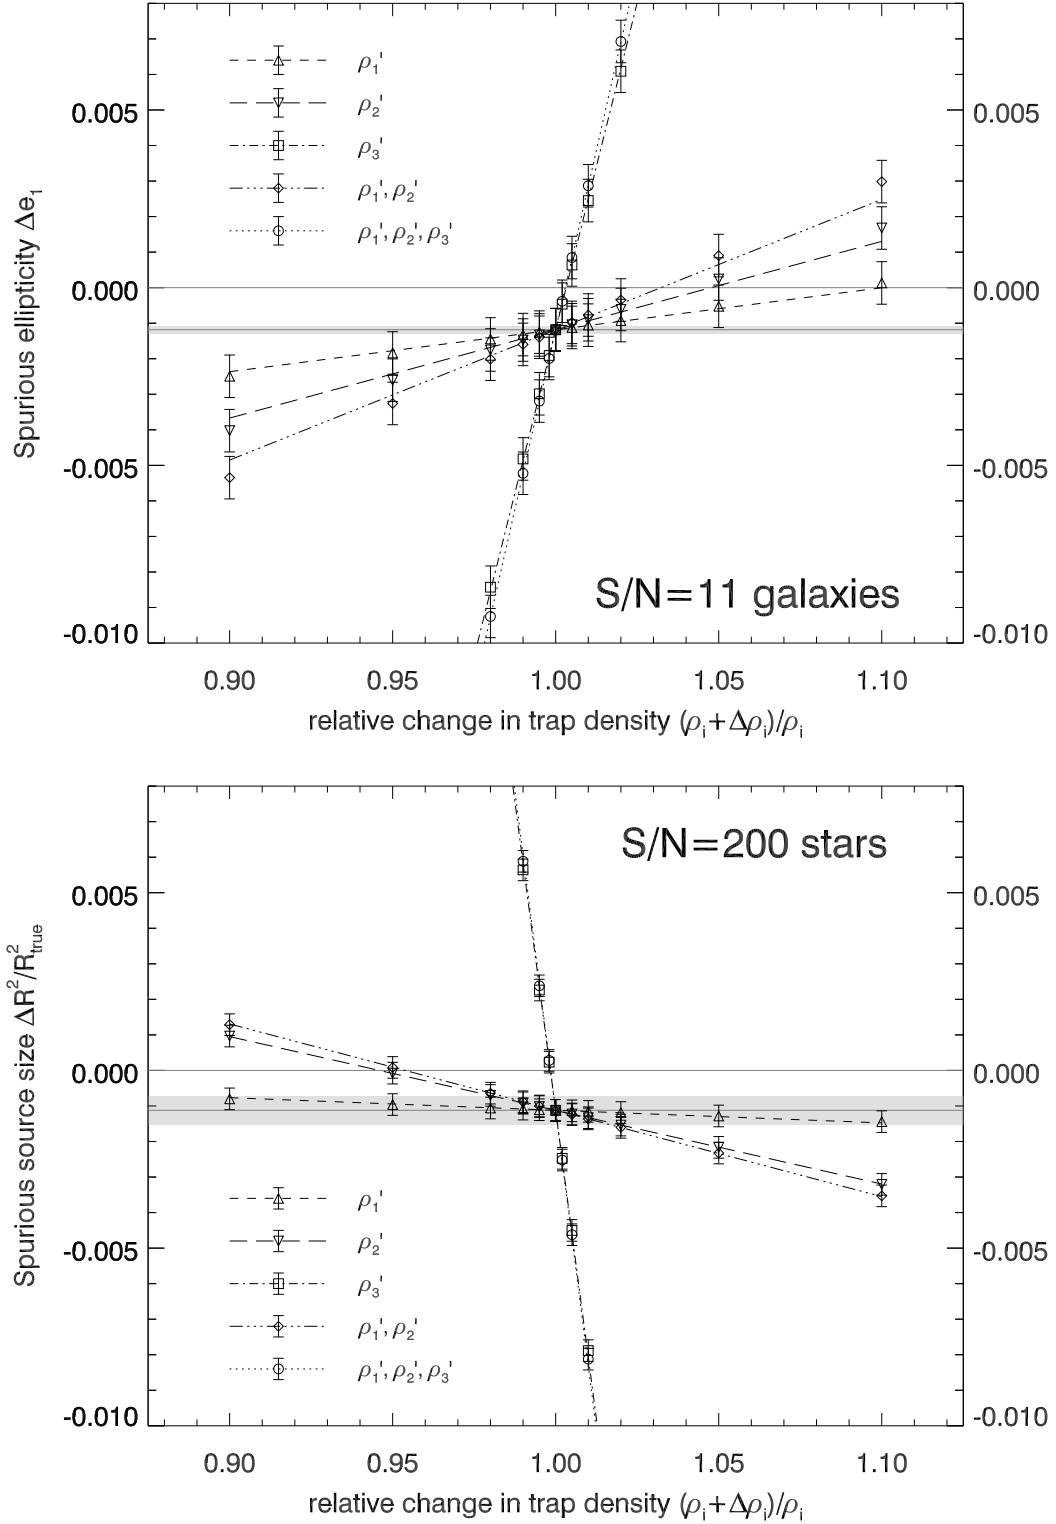 ρ₁'
ρ₂'
ρ₃'
ρ₁',ρ₂'
ρ₁',ρ₂',ρ₃'
0.005
0.000
-0.005
-0.010
0.005
0.000
-0.005
-0.010
Spurious ellipticity Δe₁
S/N=11 galaxies
0.90 0.95 1.00 1.05 1.10
relative change in trap density (ρᵢ+Δρᵢ)/ρᵢ
S/N=200 stars
0.005
0.000
-0.005
-0.010
0.005
0.000
-0.005
-0.010
Spurious source size ΔR²/R²true
ρ₁'
ρ₂'
ρ₃'
ρ₁',ρ₂'
ρ₁',ρ₂',ρ₃'
0.90 0.95 1.00 1.05 1.10
relative change in trap density (ρᵢ+Δρᵢ)/ρᵢ